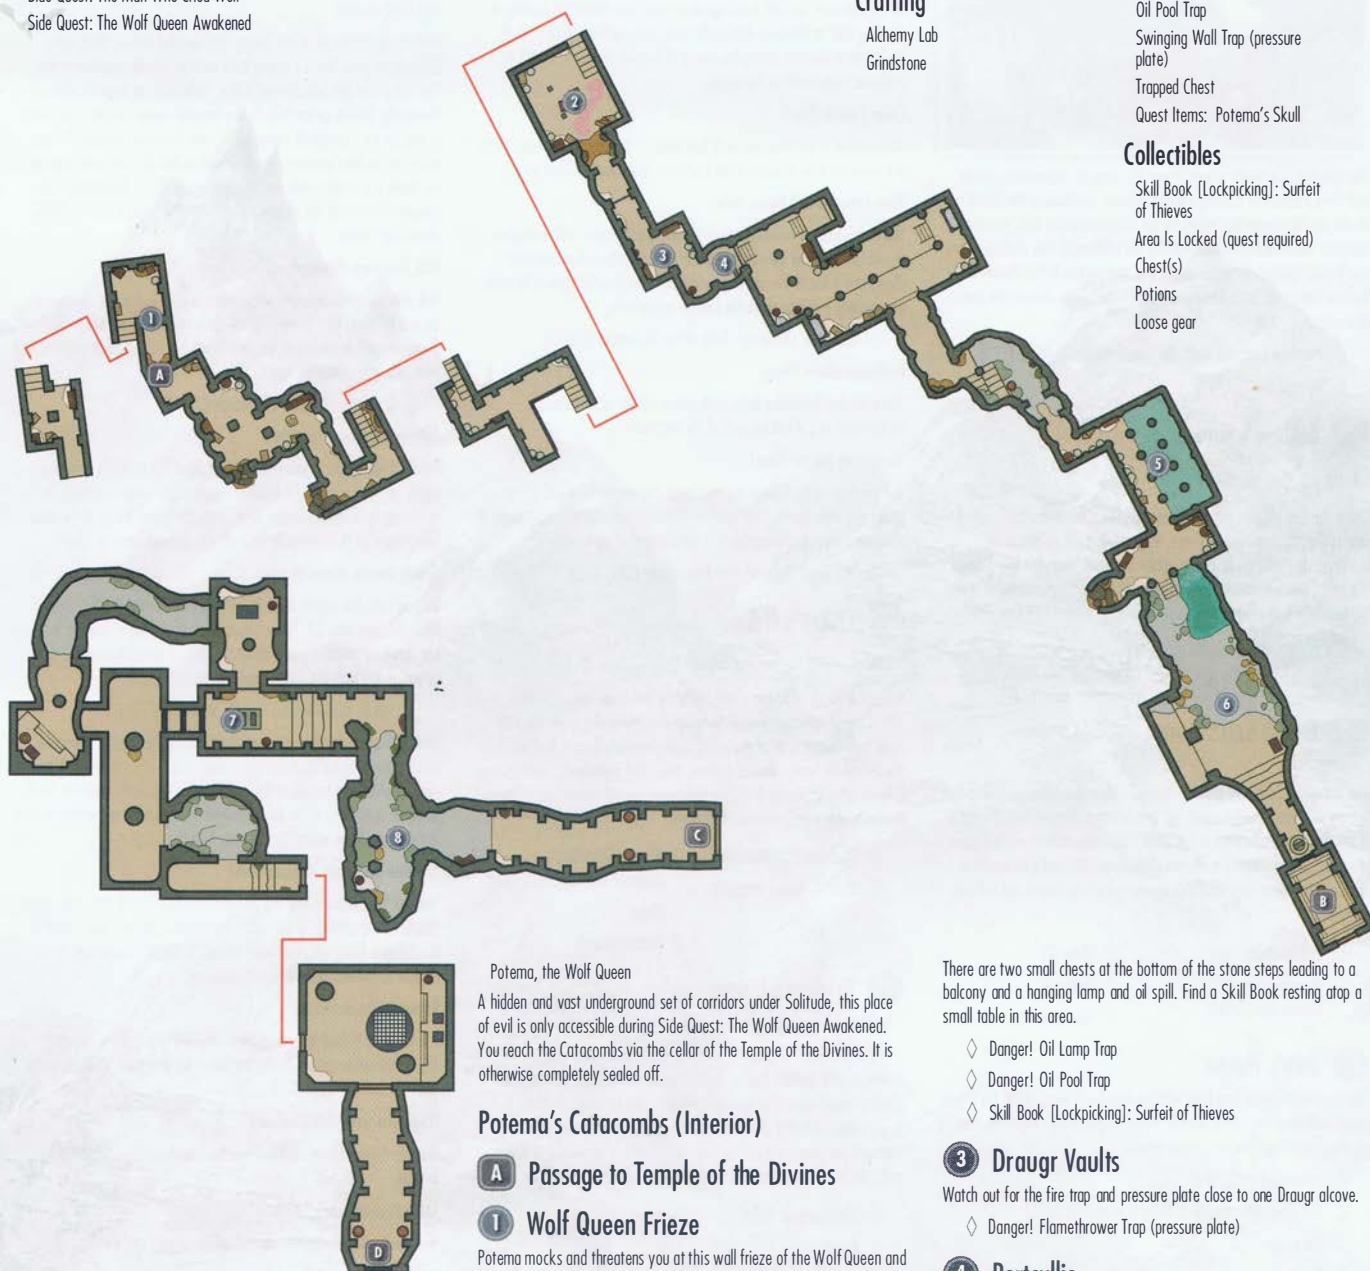 Side Quest: The Wolf Queen Awakened
Crafting
Alchemy Lab
Grindstone
Oil Pool Trap
Swinging Wall Trap (pressure
plate)
Trapped Chest
Quest Items: Potema's Skull
Collectibles
Skill Book [Lockpicking]: Surfeit
of Thieves
Area Is Locked (quest required)
Chest(s)
Potions
Loose gear
2
3
4
1
A
5
6
7
8
C
B
D
Potema, the Wolf Queen
A hidden and vast underground set of corridors under Solitude, this place
of evil is only accessible during Side Quest: The Wolf Queen Awakened.
You reach the Catacombs via the cellar of the Temple of the Divines. It is
otherwise completely sealed off.
Potema's Catacombs (Interior)
A Passage to Temple of the Divines
1 Wolf Queen Frieze
Potema mocks and threatens you at this wall frieze of the Wolf Queen and
There are two small chests at the bottom of the stone steps leading to a
balcony and a hanging lamp and oil spill. Find a Skill Book resting atop a
small table in this area.
◊ Danger! Oil Lamp Trap
◊ Danger! Oil Pool Trap
◊ Skill Book [Lockpicking]: Surfeit of Thieves
3 Draugr Vaults
Watch out for the fire trap and pressure plate close to one Draugr alcove.
◊ Danger! Flamethrower Trap (pressure plate)
4 Portcullis